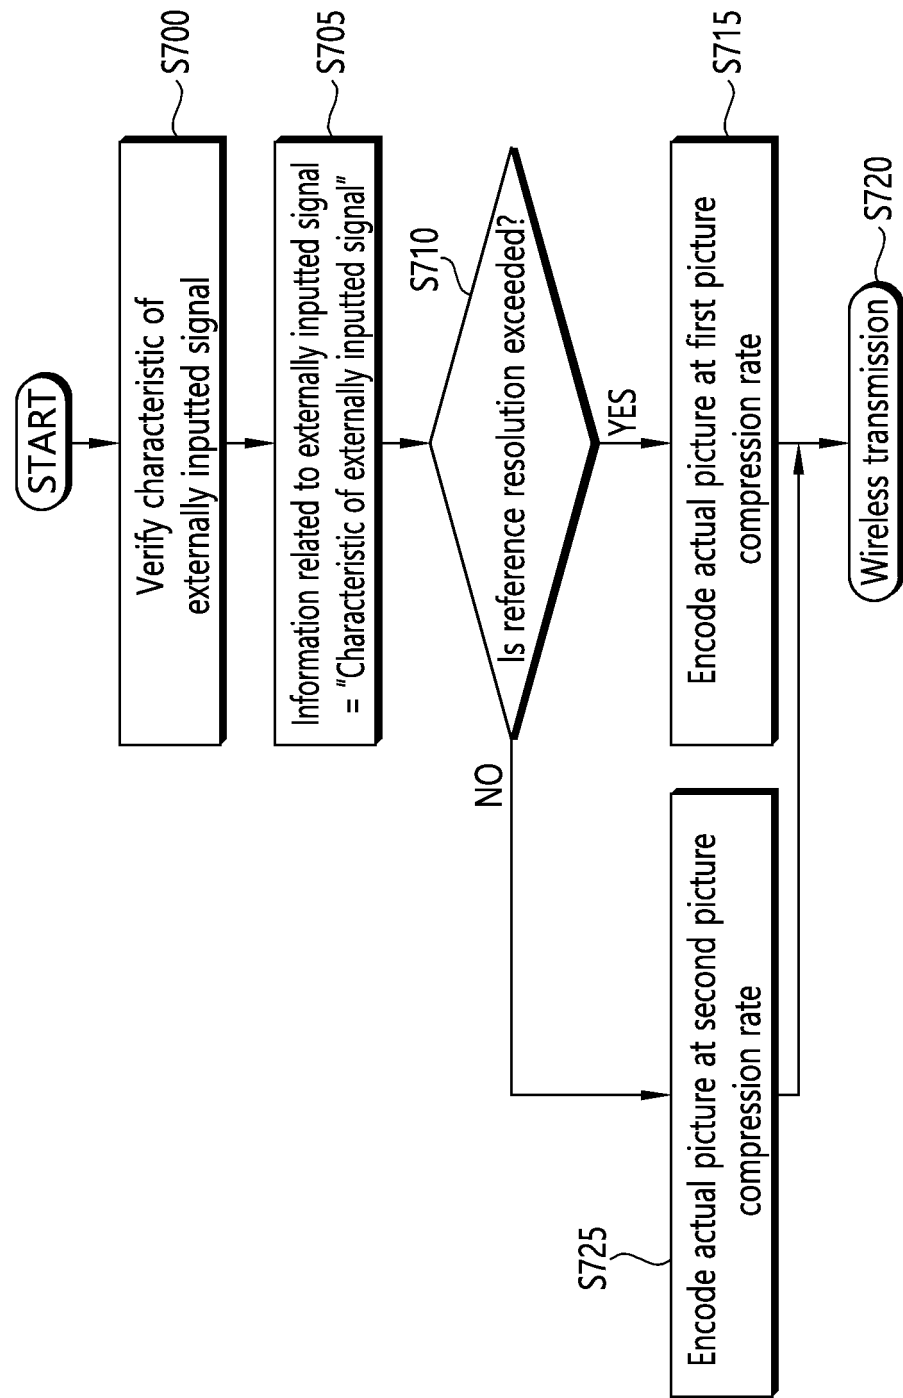 START
Verify characteristic of
externally inputted signal
S700
Information related to externally inputted signal
= "Characteristic of externally inputted signal"
S705
S710
Is reference resolution exceeded?
NO
YES
S725
Encode actual picture at second picture
compression rate
Encode actual picture at first picture
compression rate
S715
Wireless transmission
S720